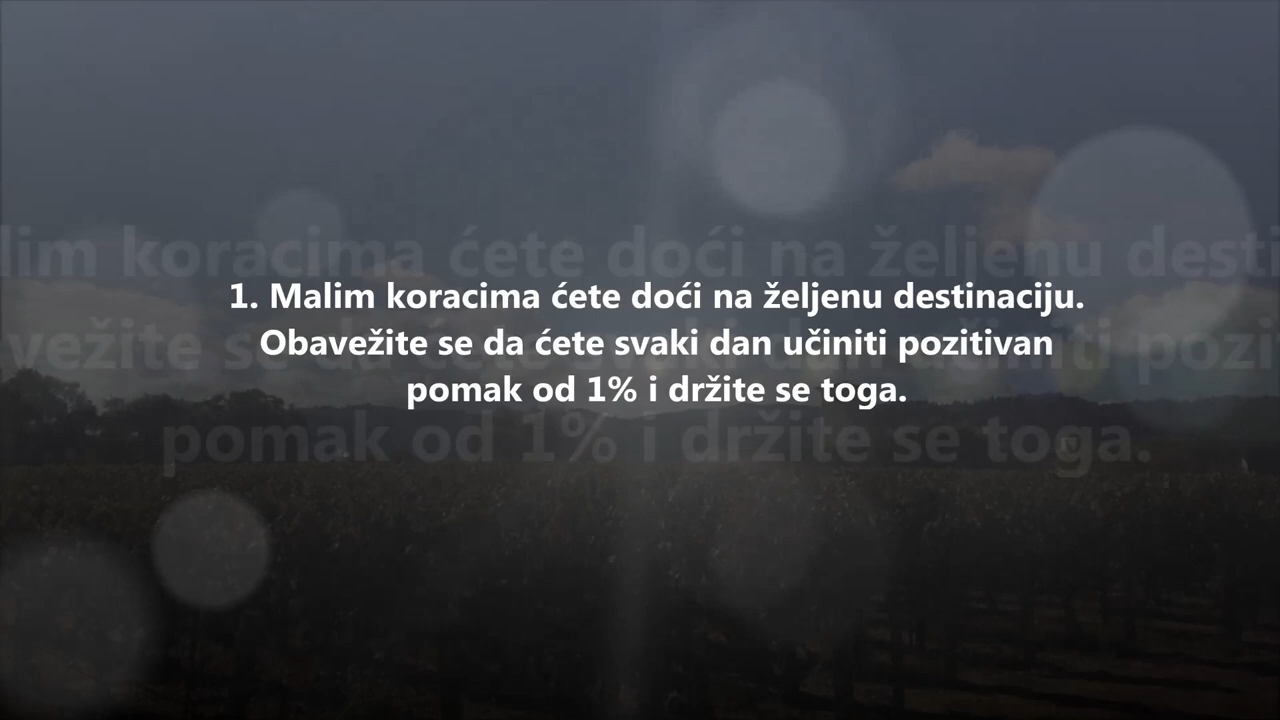 1. Malim koracima ćete doći na željenu destinaciju.
Obavežite se da ćete svaki dan učiniti pozitivan
pomak od 1% i držite se toga.